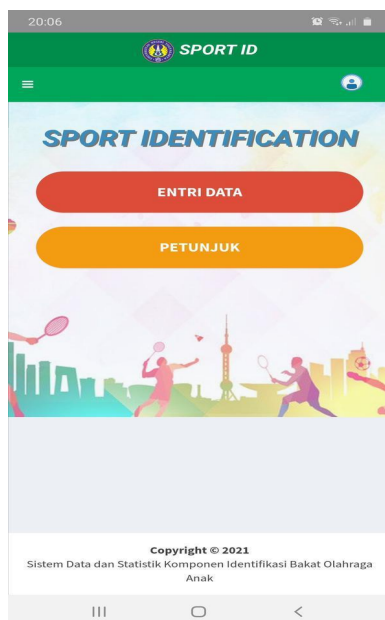 20:06
SPORT ID
SPORT IDENTIFICATION
ENTRI DATA
PETUNJUK
Copyright © 2021
Sistem Data dan Statistik Komponen Identifikasi Bakat Olahraga
Anak